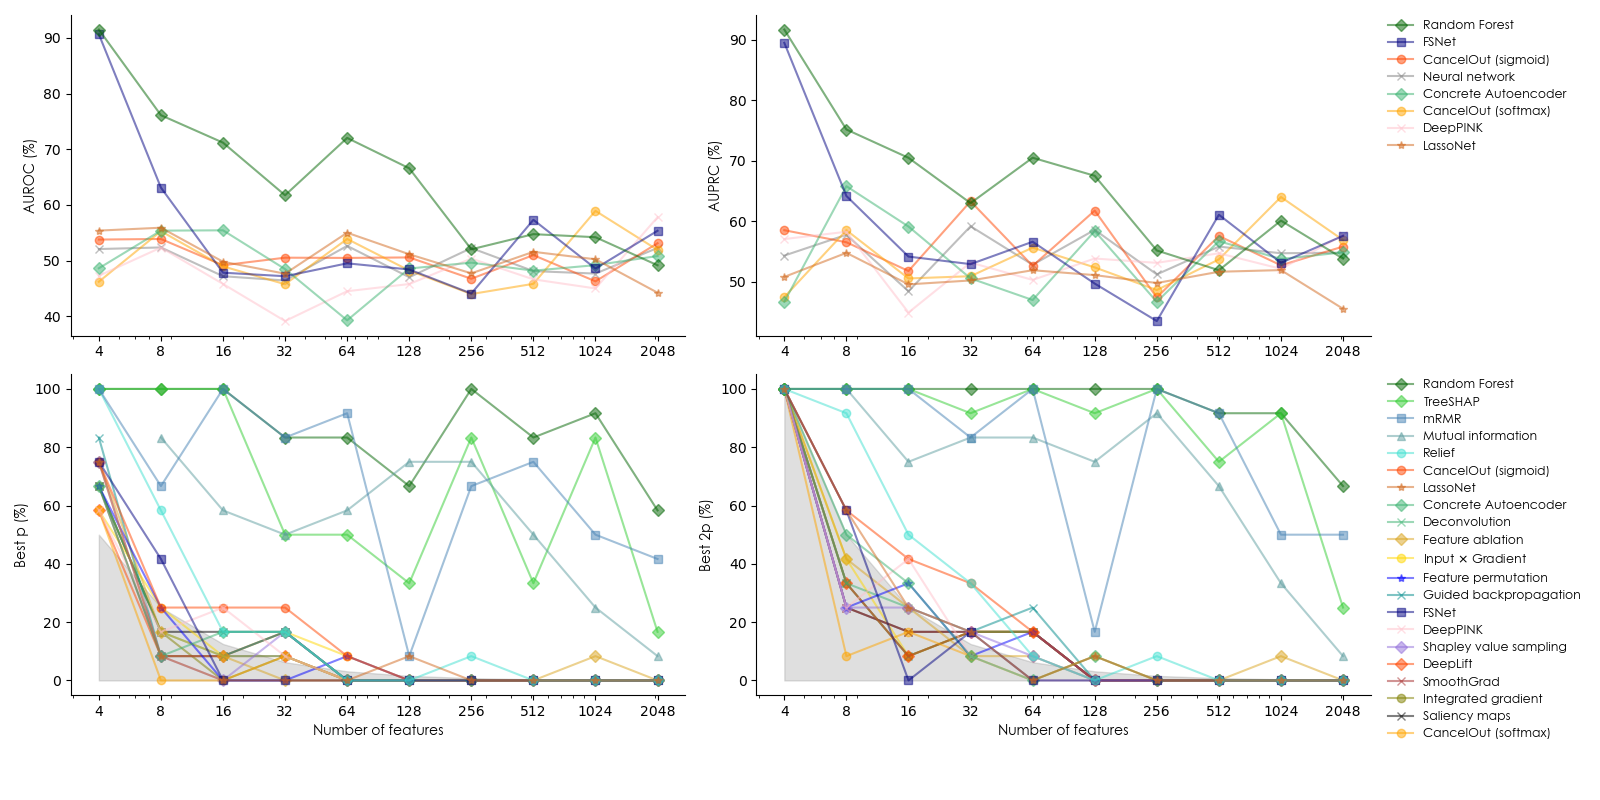 AUROC (%)
90
80
70
60
50
40
4 8 16 32 64 128 256 512 1024 2048
AUPRC (%)
90
80
70
60
50
4 8 16 32 64 128 256 512 1024 2048
Random Forest
FSNet
CancelOut (sigmoid)
Neural network
Concrete Autoencoder
CancelOut (softmax)
DeepPINK
LassoNet
Best p (%)
100
80
60
40
20
0
4 8 16 32 64 128 256 512 1024 2048
Number of features
Best 2p (%)
100
80
60
40
20
0
4 8 16 32 64 128 256 512 1024 2048
Number of features
Random Forest
TreeSHAP
mRMR
Mutual information
Relief
CancelOut (sigmoid)
LassoNet
Concrete Autoencoder
Deconvolution
Feature ablation
Input × Gradient
Feature permutation
Guided backpropagation
FSNet
DeepPINK
Shapley value sampling
DeepLift
SmoothGrad
Integrated gradient
Saliency maps
CancelOut (softmax)